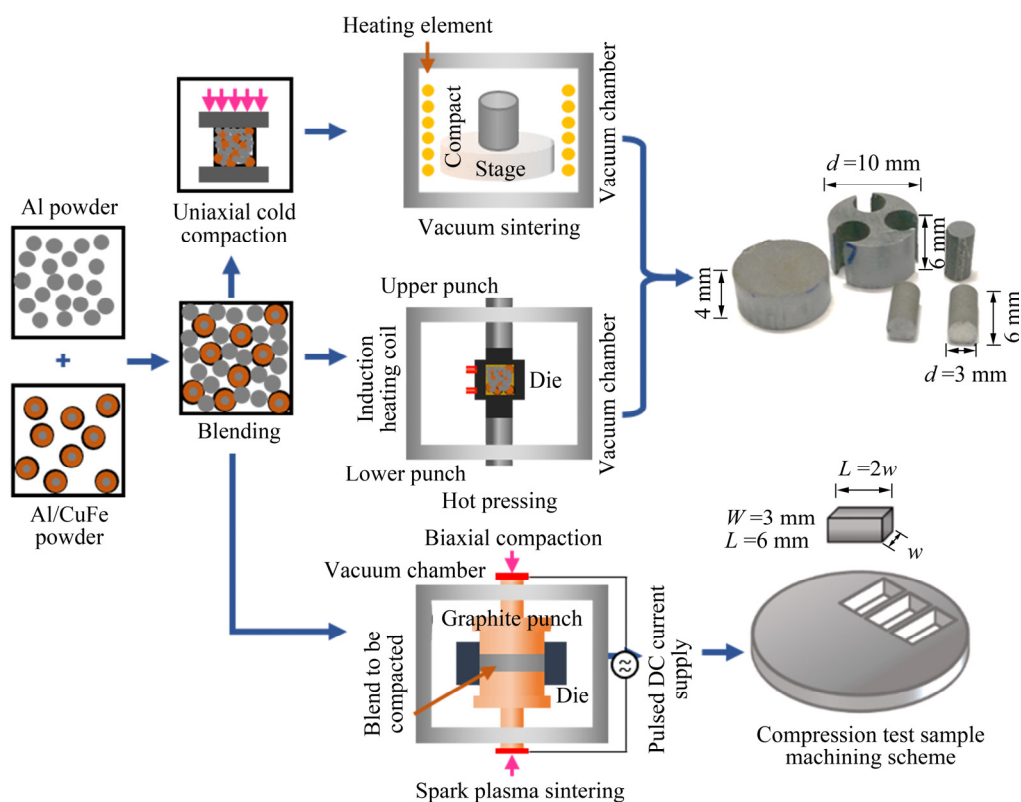 Heating element
Compact
Stage
Vacuum chamber
Vacuum sintering
Uniaxial cold
compaction
Al powder
+
Al/CuFe
powder
Blending
Upper punch
Induction
heating coil
Die
Vacuum chamber
Lower punch
Hot pressing
d =10 mm
6 mm
4 mm
6 mm
d =3 mm
Biaxial compaction
Vacuum chamber
Graphite punch
Blend to be
compacted
Die
Pulsed DC current
supply
Spark plasma sintering
L =2w
W =3 mm
L =6 mm
w
Compression test sample
machining scheme